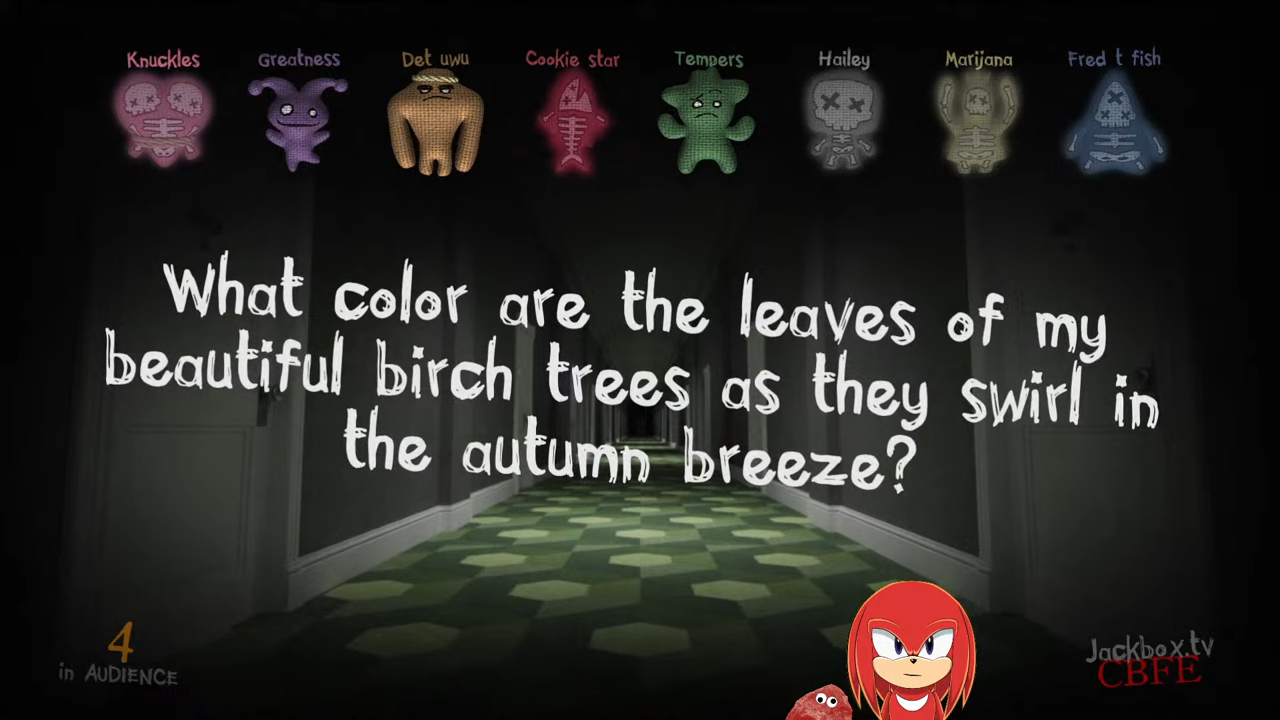 Knuckles Greatness Det uwu Cookie star Tempers Hailey Marijana Fred t fish
What color are the leaves of my
beautiful birch trees as they swirl in
the autumn breeze?
4
in AUDIENCE
Jackbox.tv
CBFE